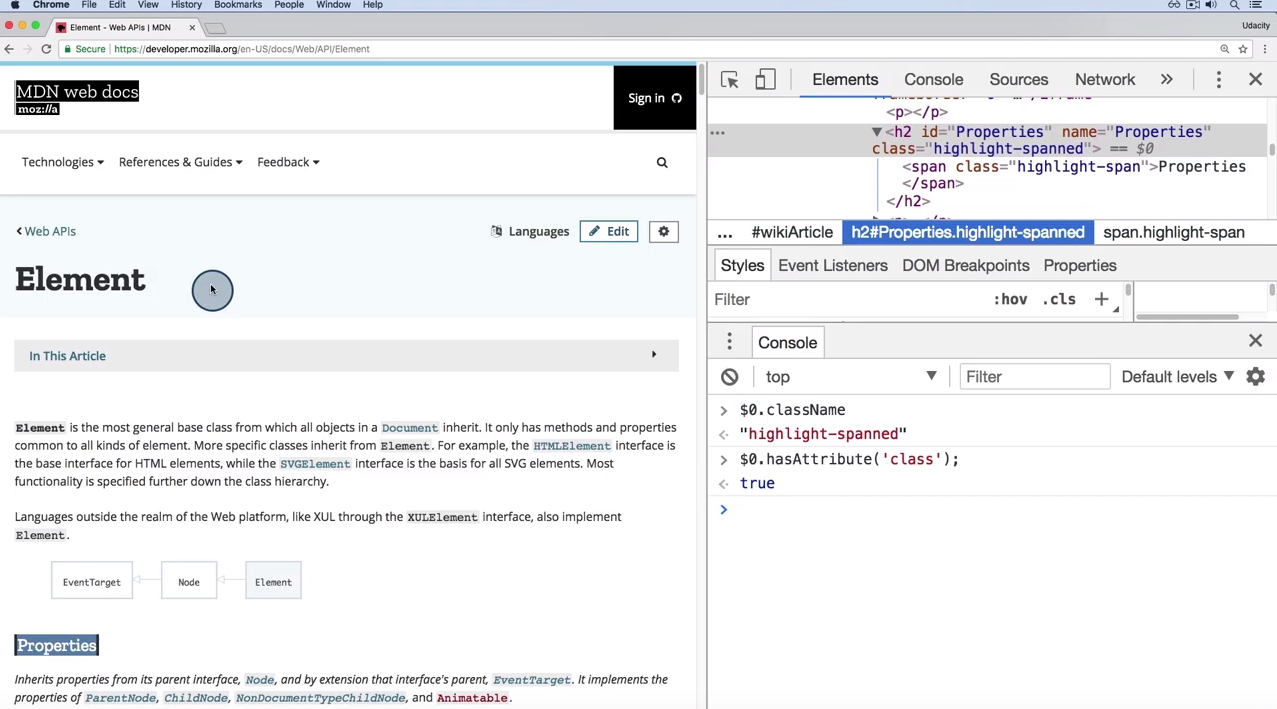 Chrome File Edit View History Bookmarks People Window Help
Element - Web APIs | MDN
Udacity
Secure https://developer.mozilla.org/en-US/docs/Web/API/Element
MDN web docs
moz://a
Sign in
Technologies References & Guides Feedback
Web APIs
Languages Edit
Element
In This Article
Element is the most general base class from which all objects in a Document inherit. It only has methods and properties
common to all kinds of element. More specific classes inherit from Element. For example, the HTMLElement interface is
the base interface for HTML elements, while the SVGElement interface is the basis for all SVG elements. Most
functionality is specified further down the class hierarchy.
Languages outside the realm of the Web platform, like XUL through the XULElement interface, also implement
Element.
EventTarget Node Element
Properties
Inherits properties from its parent interface, Node, and by extension that interface's parent, EventTarget. It implements the
properties of ParentNode, ChildNode, NonDocumentTypeChildNode, and Animatable.
Elements Console Sources Network »
<p></p>
<h2 id="Properties" name="Properties"
class="highlight-spanned"> == $0
<span class="highlight-span">Properties
</span>
</h2>
... #wikiArticle h2#Properties.highlight-spanned span.highlight-span
Styles Event Listeners DOM Breakpoints Properties
Filter :hov .cls +
Console
top Filter Default levels
> $0.className
"highlight-spanned"
> $0.hasAttribute('class');
true
>